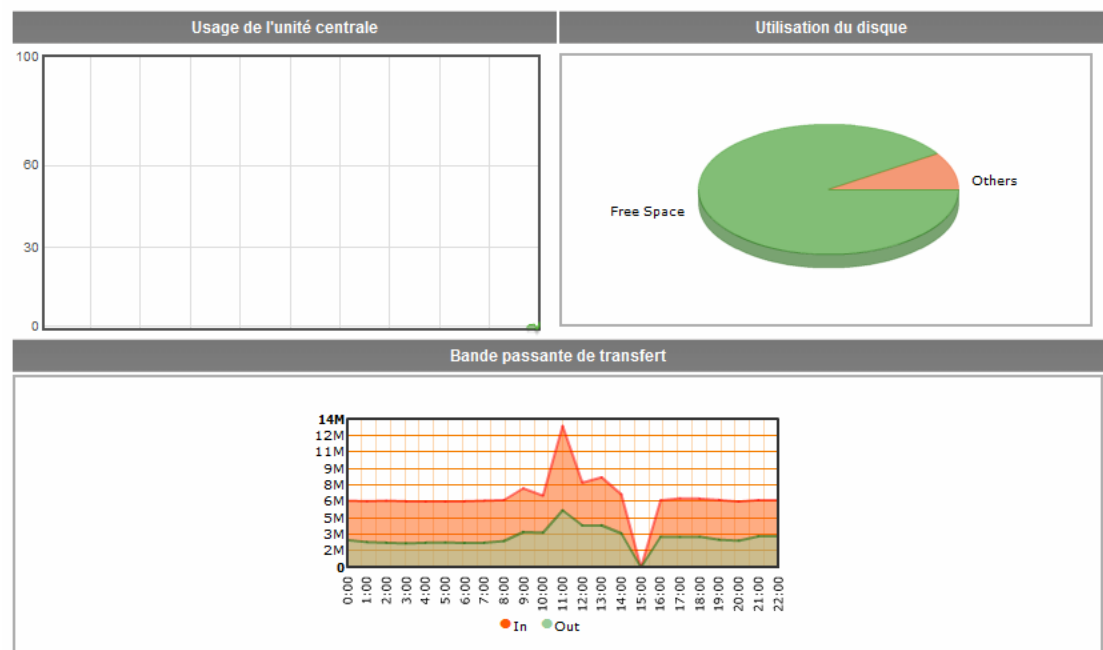 Usage de l'unité centrale
Utilisation du disque
100
60
30
0
Free Space
Others
Bande passante de transfert
14M
12M
11M
9M
8M
6M
5M
3M
2M
0
0:00
1:00
2:00
3:00
4:00
5:00
6:00
7:00
8:00
9:00
10:00
11:00
12:00
13:00
14:00
15:00
16:00
17:00
18:00
19:00
20:00
21:00
22:00
In
Out